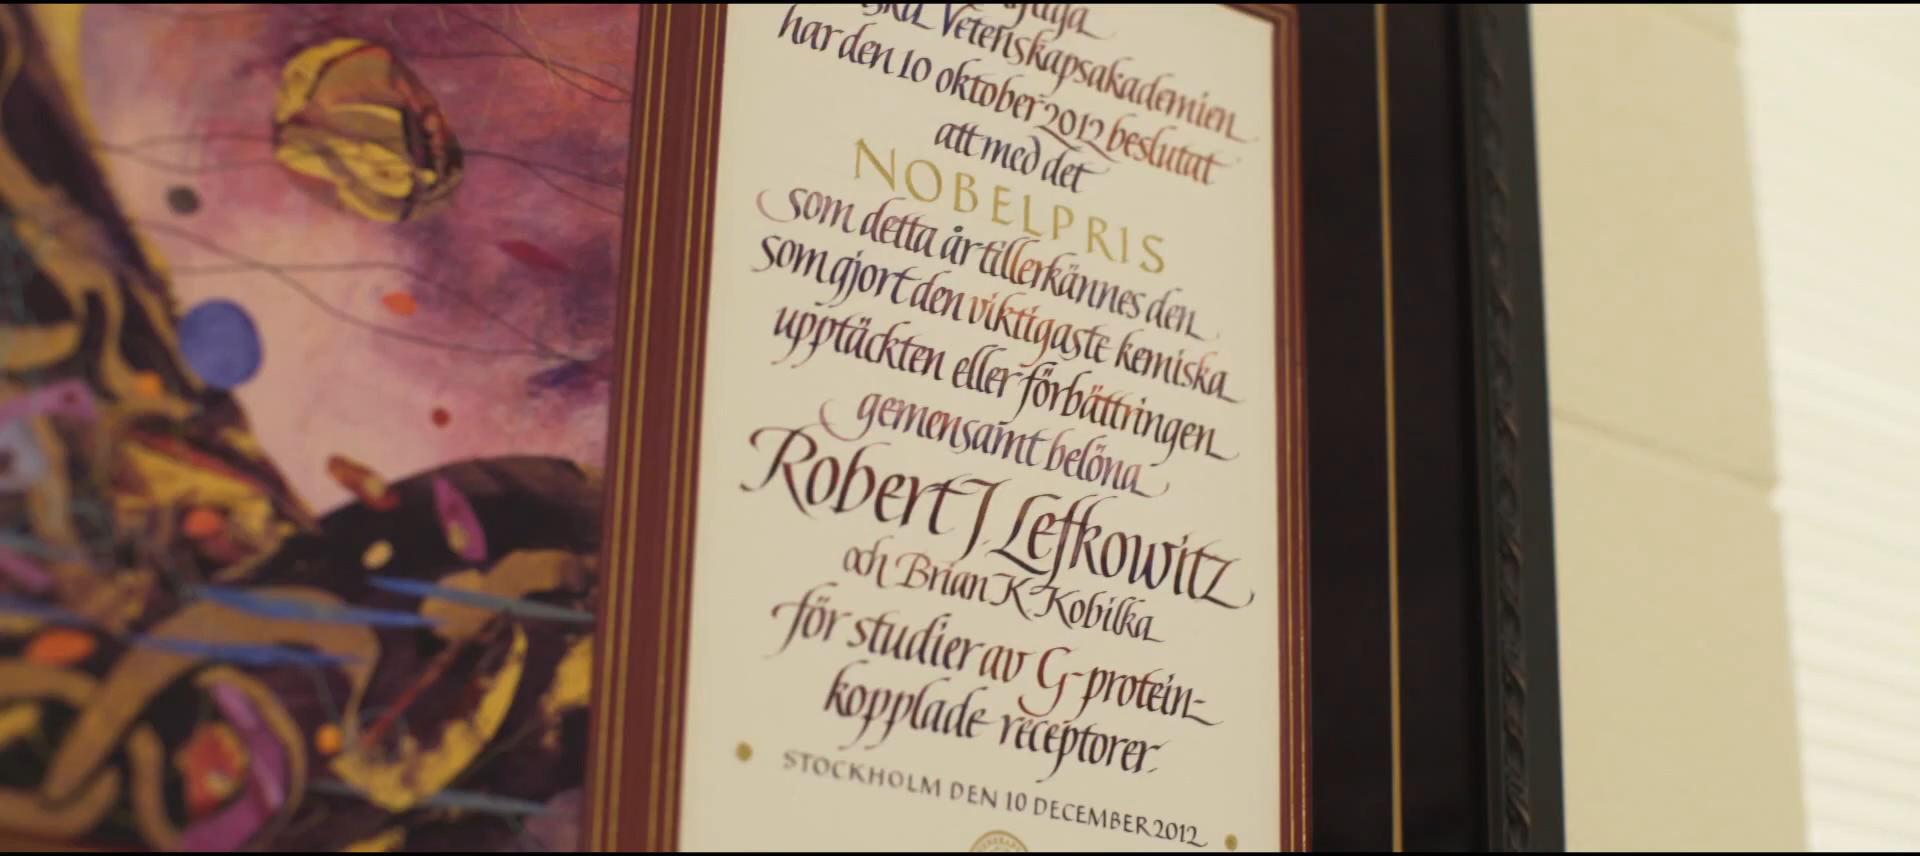 Vetenskapsakademien
har den 10 oktober 2012 beslutat
att med det
NOBELPRIS
som detta år tillerkännes den
som gjort den viktigaste kemiska
upptäckten eller förbättringen
gemensamt belöna
Robert J. Lefkowitz
och Brian K. Kobilka
för studier av G-protein-
kopplade receptorer.
STOCKHOLM DEN 10 DECEMBER 2012